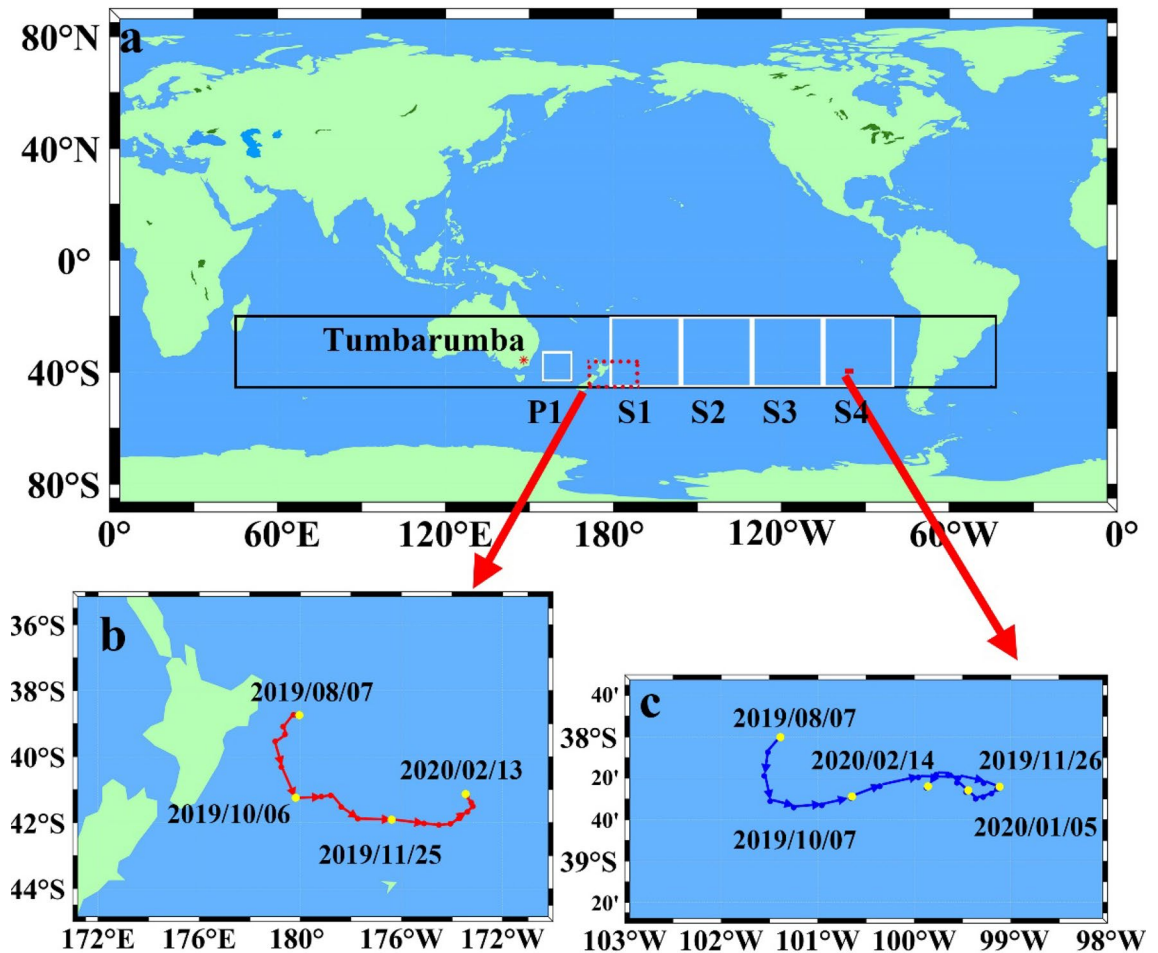 a
80°N
40°N
0°
40°S
80°S
Tumbarumba
*
P1 S1 S2 S3 S4
0° 60°E 120°E 180° 120°W 60°W 0°
b
36°S
38°S
40°S
42°S
44°S
2019/08/07
2020/02/13
2019/10/06
2019/11/25
172°E 176°E 180° 176°W 172°W
c
40'
38°S
20'
40'
39°S
20'
2019/08/07
2020/02/14 2019/11/26
2020/01/05
2019/10/07
103°W 102°W 101°W 100°W 99°W 98°W